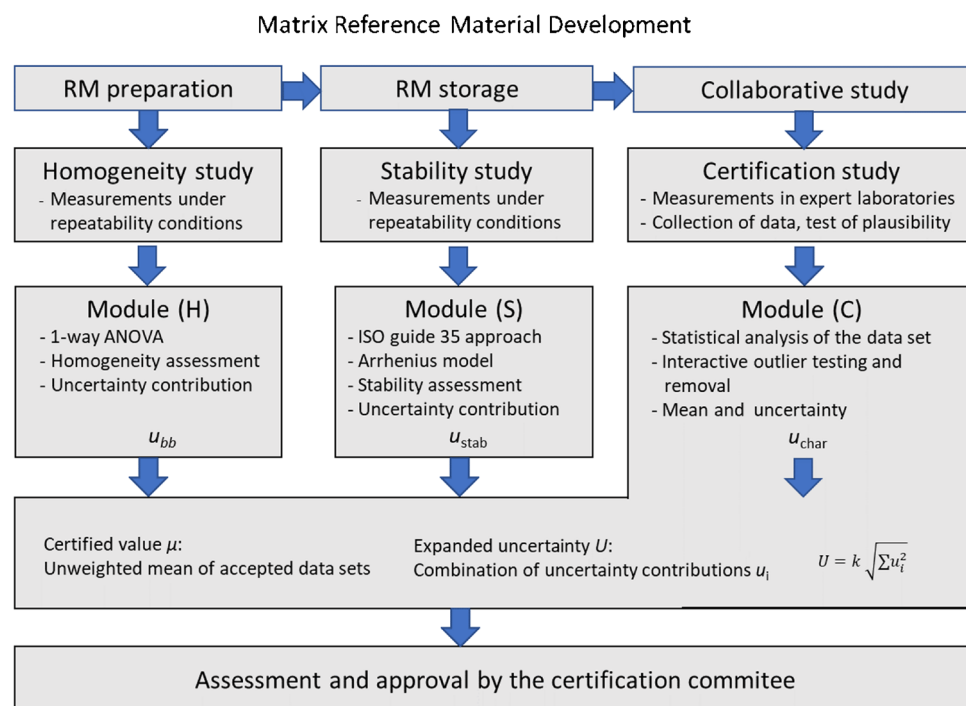 Matrix Reference Material Development
RM preparation
RM storage
Collaborative study
Homogeneity study
- Measurements under
repeatability conditions
Stability study
- Measurements under
repeatability conditions
Certification study
- Measurements in expert laboratories
- Collection of data, test of plausibility
Module (H)
- 1-way ANOVA
- Homogeneity assessment
- Uncertainty contribution
u_bb
Module (S)
- ISO guide 35 approach
- Arrhenius model
- Stability assessment
- Uncertainty contribution
u_stab
Module (C)
- Statistical analysis of the data set
- Interactive outlier testing and
removal
- Mean and uncertainty
u_char
Certified value μ:
Unweighted mean of accepted data sets
Expanded uncertainty U:
Combination of uncertainty contributions u_i
U = k √(Σu_i^2)
Assessment and approval by the certification commitee